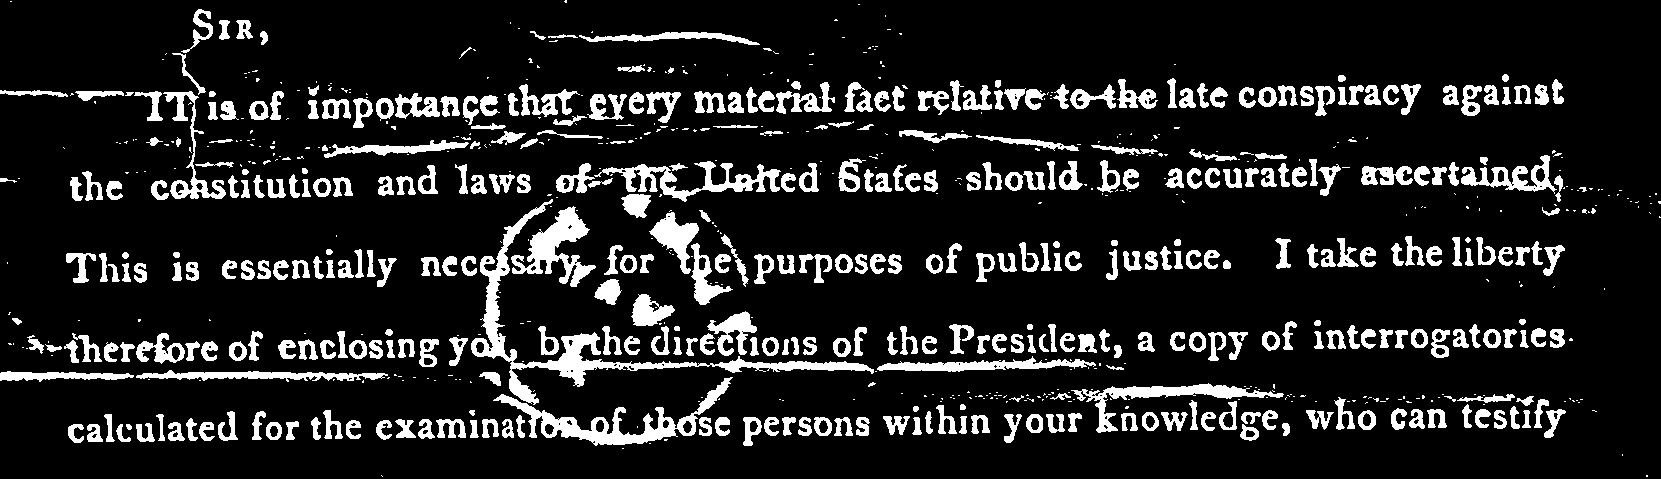 SIR,
IT is of importance that every material fact relative to the late conspiracy against
the constitution and laws of the United States should be accurately ascertained,
This is essentially necessary, for the purposes of public justice. I take the liberty
therefore of enclosing you, by the directions of the President, a copy of interrogatories
calculated for the examination of those persons within your knowledge, who can testify